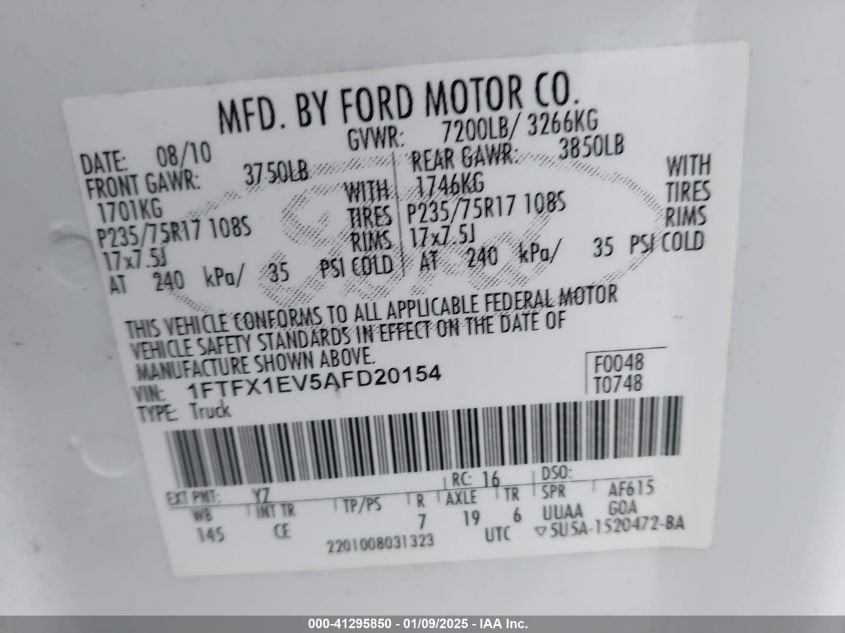 MFD. BY FORD MOTOR CO.
DATE: 08/10 GVWR: 7200LB/ 3266KG
FRONT GAWR: 3750LB REAR GAWR: 3850LB
1701KG WITH 1746KG WITH
P235/75R17 108S TIRES P235/75R17 108S TIRES
17x7.5J RIMS 17x7.5J RIMS
AT 240 kPa/ 35 PSI COLD AT 240 kPa/ 35 PSI COLD
THIS VEHICLE CONFORMS TO ALL APPLICABLE FEDERAL MOTOR
VEHICLE SAFETY STANDARDS IN EFFECT ON THE DATE OF
MANUFACTURE SHOWN ABOVE.
VIN: 1FTFX1EV5AFD20154 F0048
TYPE: Truck T0748
EXT PNT: YZ RC: 16 DSO:
WB INT TR TP/PS R AXLE TR SPR AF615
145 CE 7 19 6 UUAA GOA
2201008031323 UTC ▽5U5A-1520472-BA
000-41295850 - 01/09/2025 - IAA Inc.